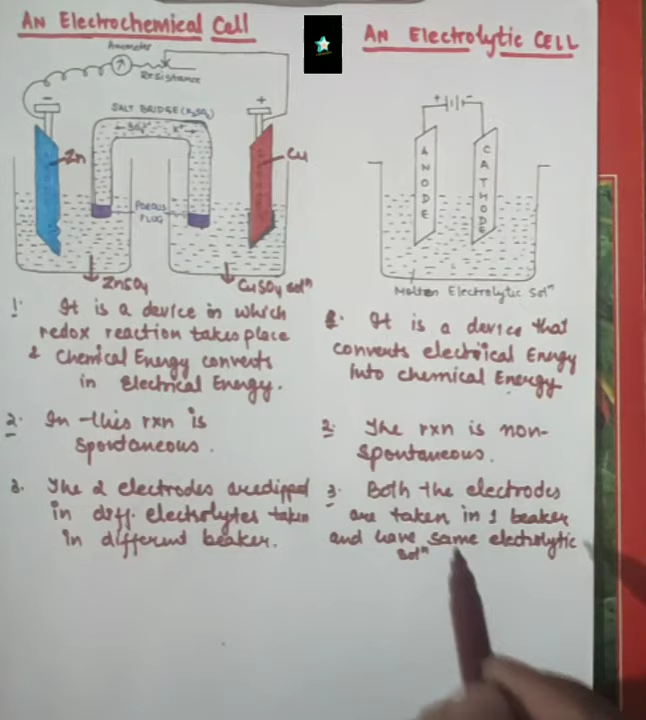 AN Electrochemical Cell
Ammeter
Resistance
SALT BRIDGE (K₂SO₄)
SO₄²⁻ K⁺
Zn
Cu
POROUS
PLUG
ZnSO₄
CuSO₄ solⁿ
1. It is a device in which
redox reaction takes place
& Chemical Energy converts
in Electrical Energy.
2. In this rxn is
spontaneous.
3. The 2 electrodes are dipped
in diff. electrolytes taken
in different beaker.
AN Electrolytic CELL
ANODE
CATHODE
Molten Electrolytic Solⁿ
It is a device that
converts electrical Energy
into chemical Energy
2. The rxn is non-
spontaneous.
3. Both the electrodes
are taken in 1 beaker
and have same electrolytic
solⁿ